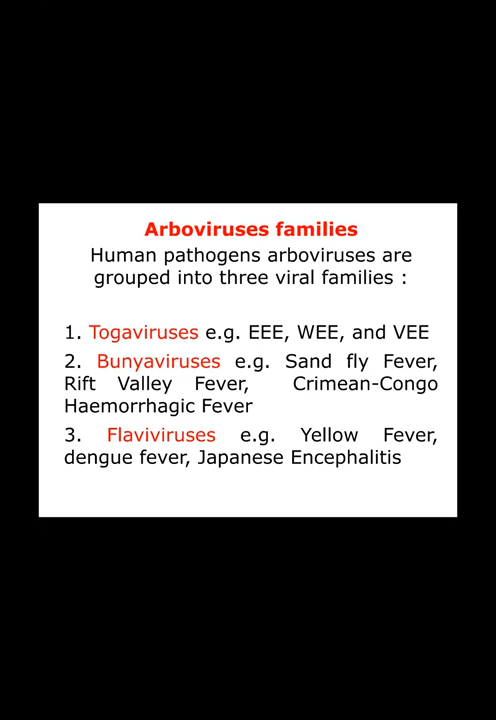 Arboviruses families
Human pathogens arboviruses are
grouped into three viral families :
1. Togaviruses e.g. EEE, WEE, and VEE
2. Bunyaviruses e.g. Sand fly Fever,
Rift Valley Fever, Crimean-Congo
Haemorrhagic Fever
3. Flaviviruses e.g. Yellow Fever,
dengue fever, Japanese Encephalitis